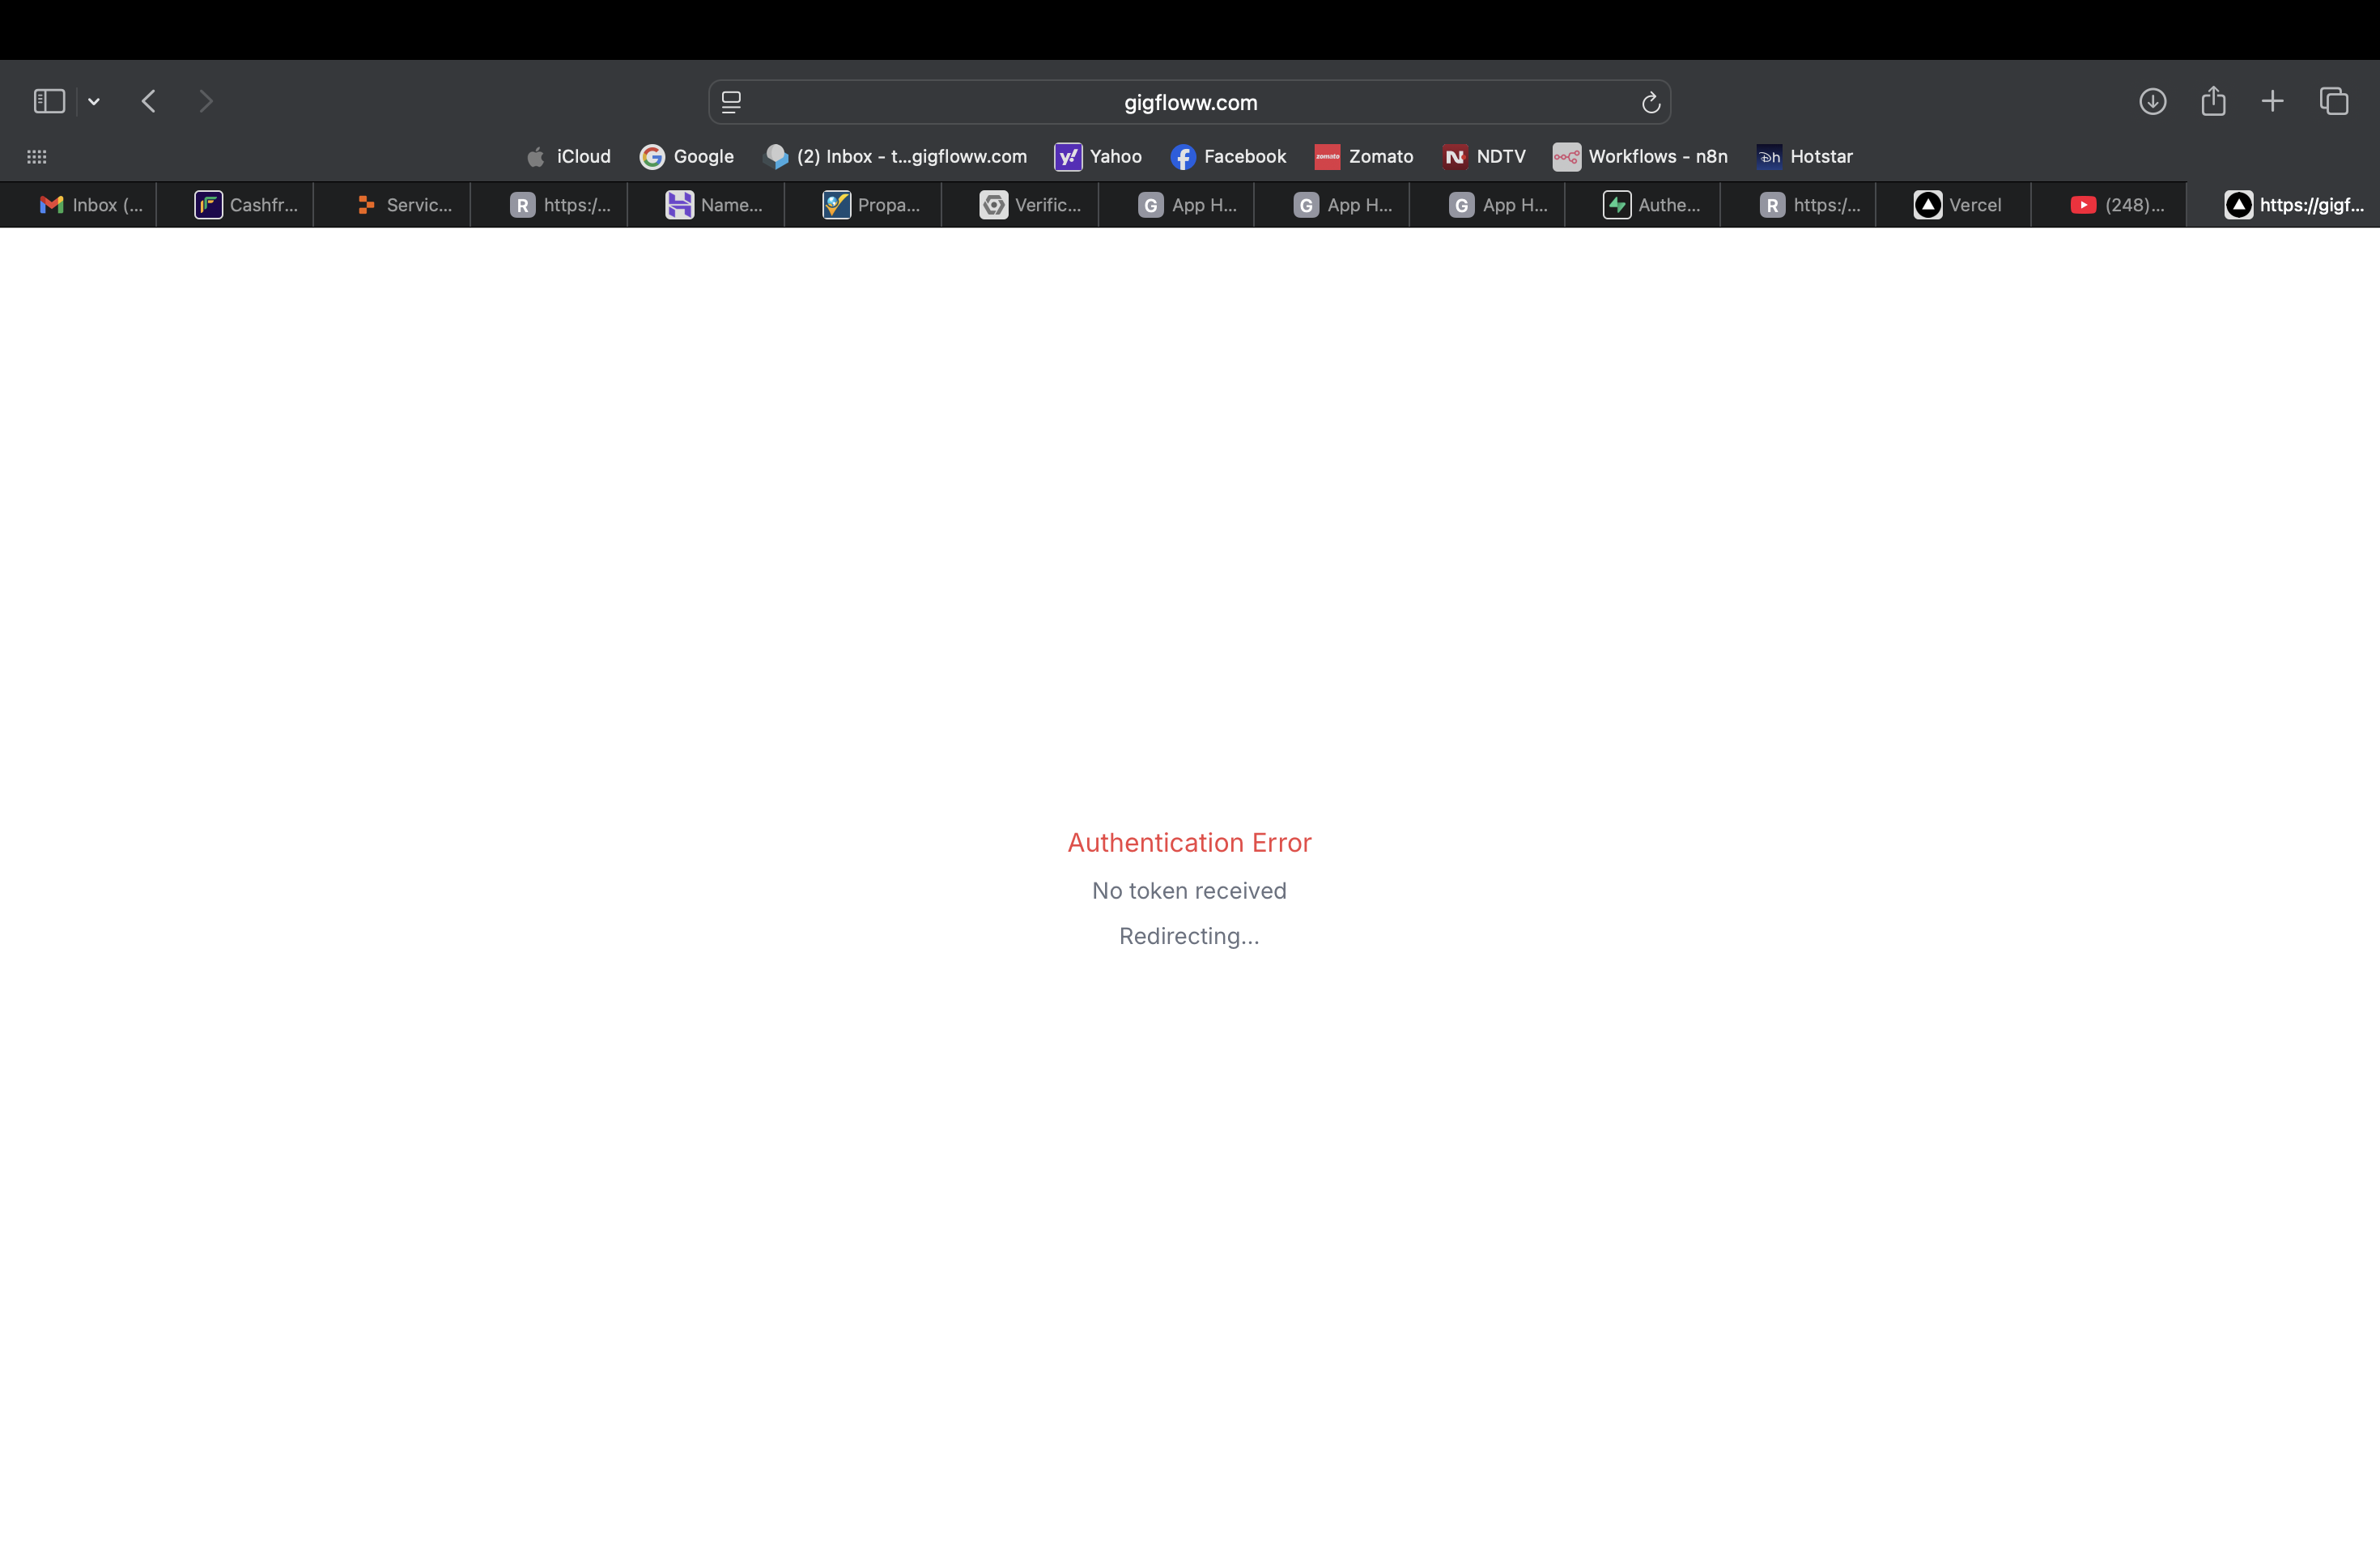 gigfloww.com
iCloud Google (2) Inbox - t...gigfloww.com Yahoo Facebook Zomato NDTV Workflows - n8n Hotstar
Inbox (... Cashfr... Servic... https:/... Name... Propa... Verific... App H... App H... App H... Authe... https:/... Vercel (248)... https://gigf...
Authentication Error
No token received
Redirecting...